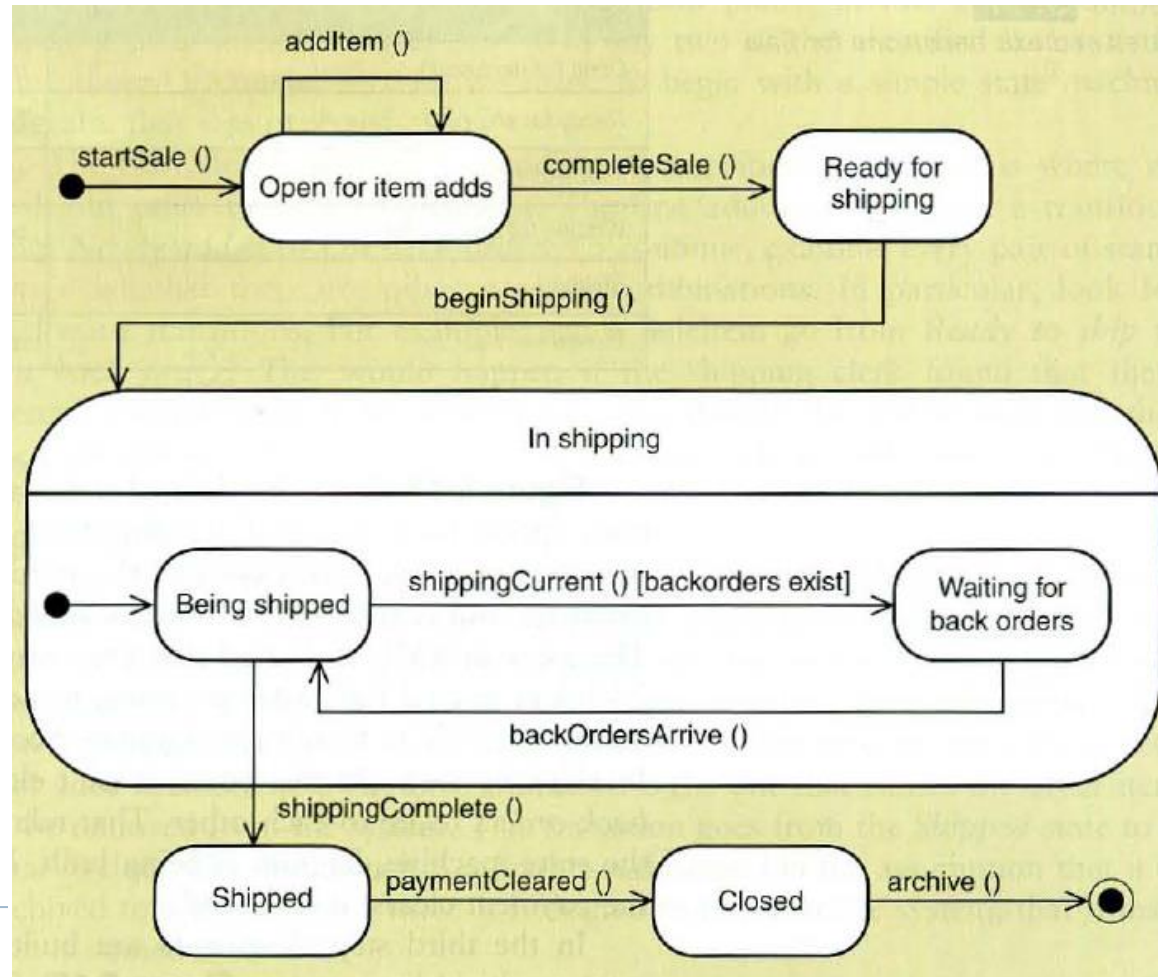 addItem ()
startSale ()
Open for item adds
completeSale ()
Ready for
shipping
beginShipping ()
In shipping
Being shipped
shippingCurrent () [backorders exist]
Waiting for
back orders
backOrdersArrive ()
shippingComplete ()
Shipped
paymentCleared ()
Closed
archive ()